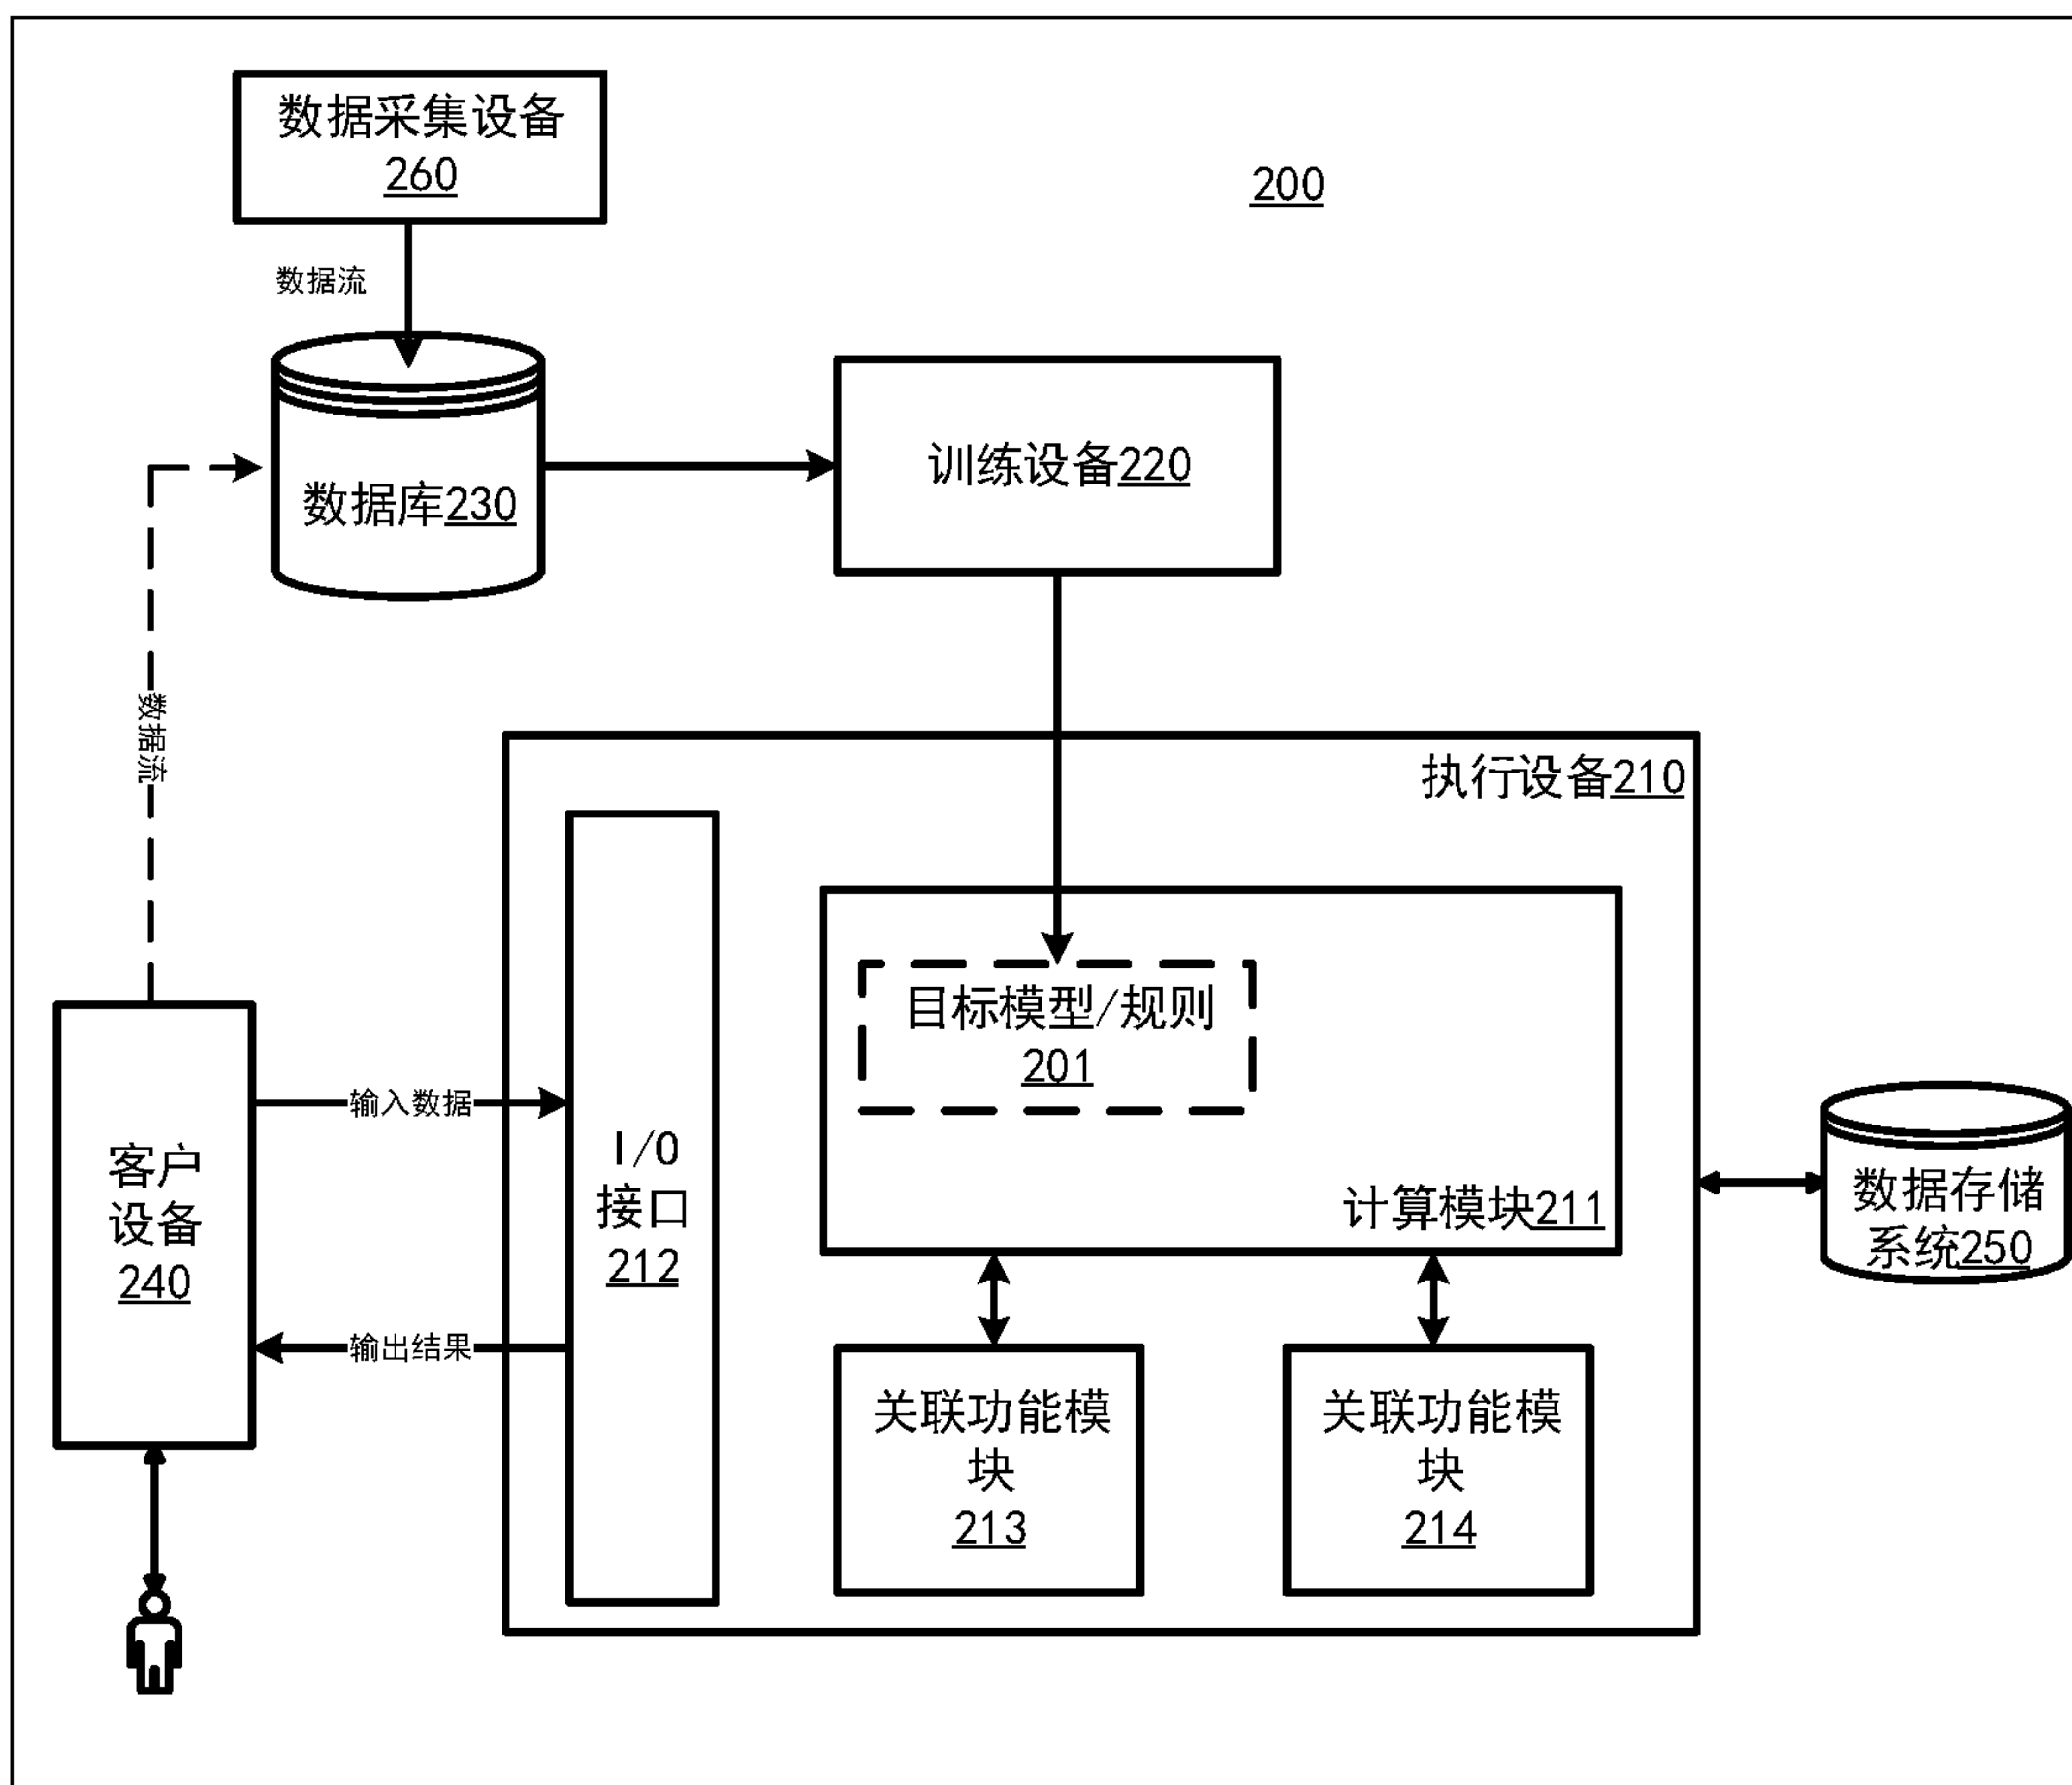 数据采集设备
260
200
数据流
训练设备220
数据库230
数据流
执行设备210
目标模型/规则
201
输入数据
I/O
接口
212
客户
设备
240
计算模块211
数据存储
系统250
输出结果
关联功能模
块
213
关联功能模
块
214